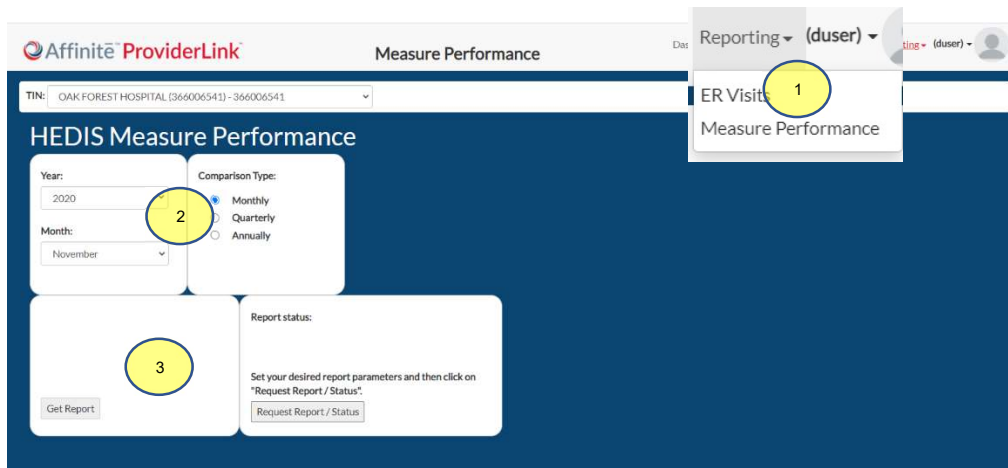 Affinitē™ ProviderLink™
Measure Performance
Das
Reporting (duser)
ting (duser)
ER Visits
1
Measure Performance
TIN: OAK FOREST HOSPITAL (366006541) - 366006541
HEDIS Measure Performance
Year:
2020
Month:
November
2
Comparison Type:
Monthly
Quarterly
Annually
3
Get Report
Report status:
Set your desired report parameters and then click on
"Request Report / Status".
Request Report / Status